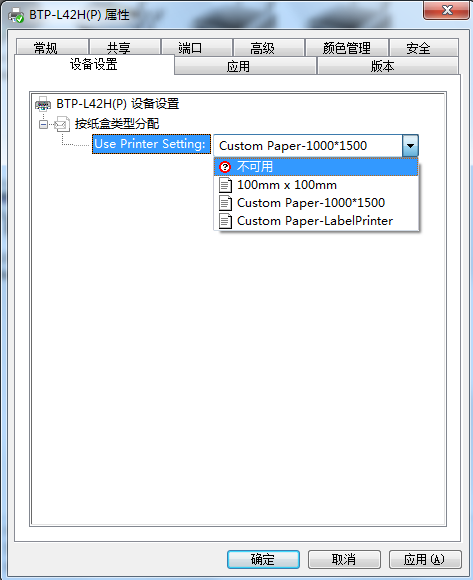 BTP-L42H(P) 属性
常规 共享 端口 高级 颜色管理 安全
设备设置 应用 版本
BTP-L42H(P) 设备设置
按纸盒类型分配
Use Printer Setting: Custom Paper-1000*1500
不可用
100mm x 100mm
Custom Paper-1000*1500
Custom Paper-LabelPrinter
确定 取消 应用(A)